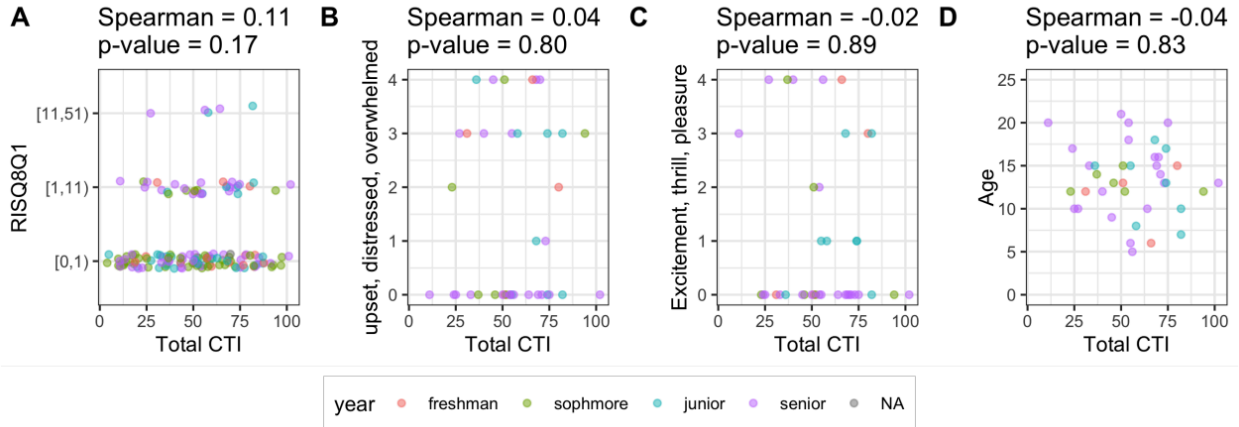 A
Spearman = 0.11
p-value = 0.17
RISQ8Q1
[11,51)
[1,11)
[0,1)
0 25 50 75 100
Total CTI
B
Spearman = 0.04
p-value = 0.80
upset, distressed, overwhelmed
4
3
2
1
0
0 25 50 75 100
Total CTI
C
Spearman = -0.02
p-value = 0.89
Excitement, thrill, pleasure
4
3
2
1
0
0 25 50 75 100
Total CTI
D
Spearman = -0.04
p-value = 0.83
Age
25
20
15
10
5
0
0 25 50 75 100
Total CTI
year freshman sophmore junior senior NA